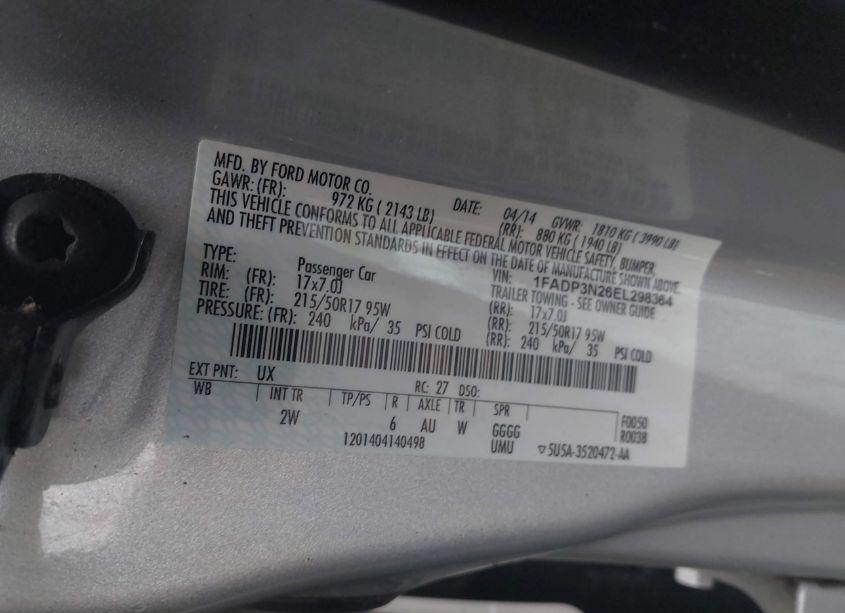 MFD. BY FORD MOTOR CO.
DATE: 04/14 GVWR: 1810 KG ( 3990 LB)
GAWR: (FR): 972 KG ( 2143 LB) (RR): 880 KG ( 1940 LB)
THIS VEHICLE CONFORMS TO ALL APPLICABLE FEDERAL MOTOR VEHICLE SAFETY, BUMPER,
AND THEFT PREVENTION STANDARDS IN EFFECT ON THE DATE OF MANUFACTURE SHOWN ABOVE.
VIN: 1FADP3N26EL298364
TYPE: Passenger Car TRAILER TOWING - SEE OWNER GUIDE
RIM: (FR): 17x7.0J (RR): 17x7.0J
TIRE: (FR): 215/50R17 95W (RR): 215/50R17 95W
PRESSURE: (FR): 240 kPa/ 35 PSI COLD (RR): 240 kPa/ 35 PSI COLD
EXT PNT: UX RC: 27 DSO:
WB INT TR TP/PS R AXLE TR SPR F0050
2W 6 AU W GGGG R0038
1201404140498 UMU ▽5U5A-3520472-AA